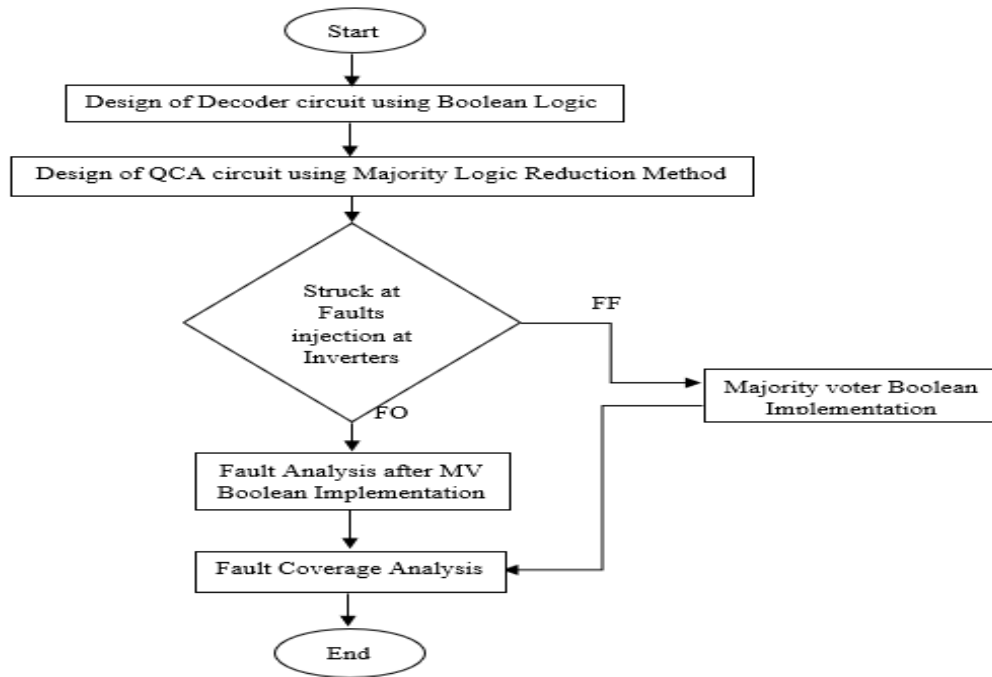 Start
Design of Decoder circuit using Boolean Logic
Design of QCA circuit using Majority Logic Reduction Method
Struck at
Faults
injection at
Inverters
FF
Majority voter Boolean
Implementation
FO
Fault Analysis after MV
Boolean Implementation
Fault Coverage Analysis
End